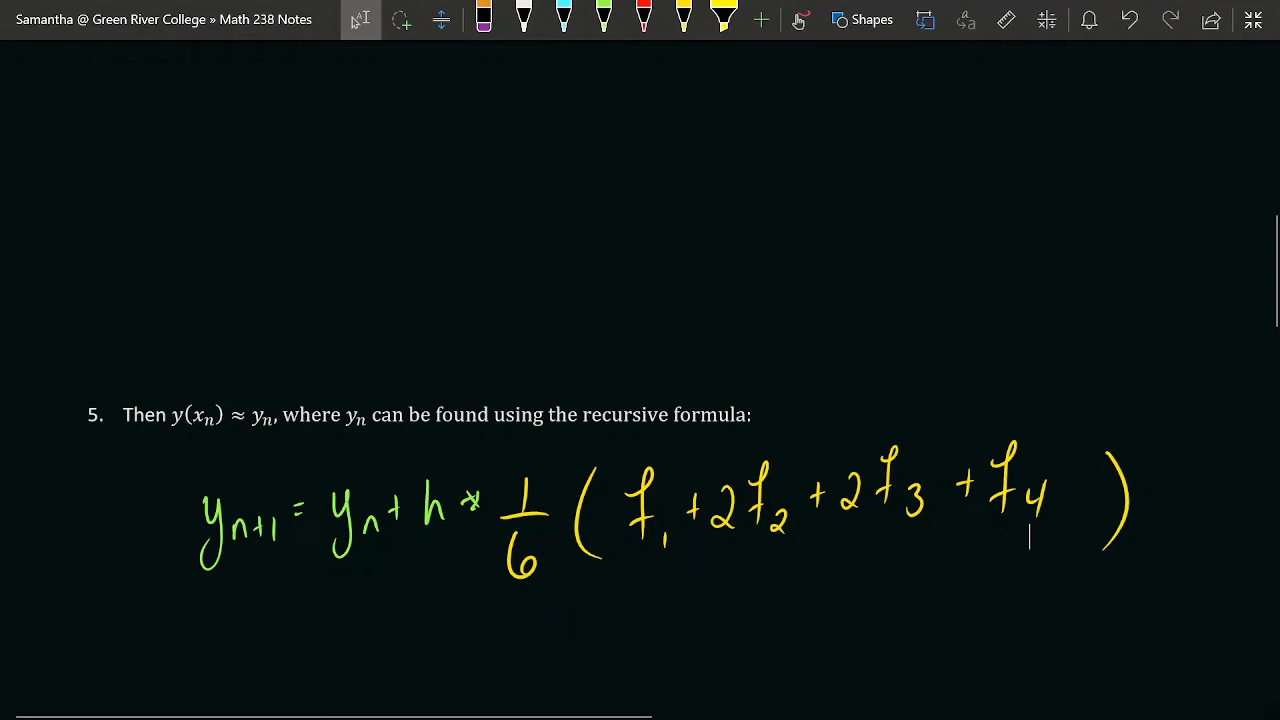 Samantha @ Green River College » Math 238 Notes
Shapes
5. Then y(xₙ) ≈ yₙ, where yₙ can be found using the recursive formula:
yₙ₊₁ = yₙ + h * 1/6 ( f₁ + 2f₂ + 2f₃ + f₄ )